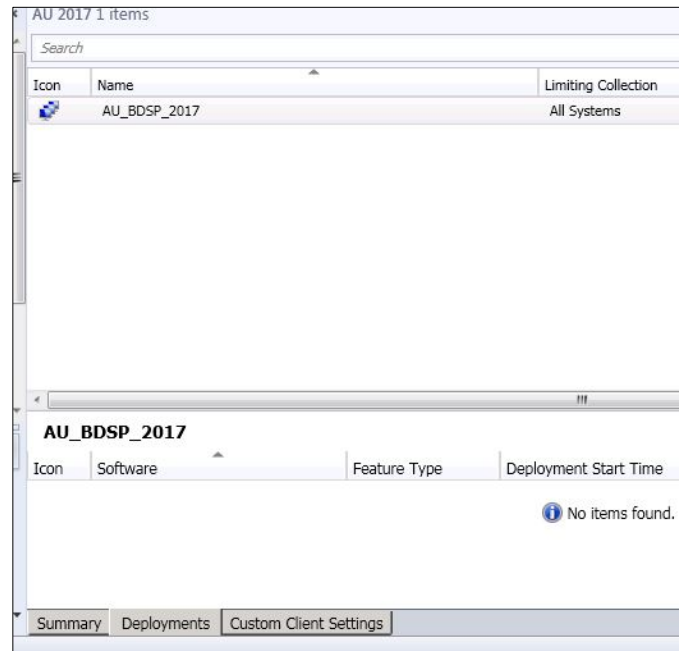 AU 2017 1 items
Search
Icon Name Limiting Collection
AU_BDSP_2017 All Systems
AU_BDSP_2017
Icon Software Feature Type Deployment Start Time
No items found.
Summary Deployments Custom Client Settings